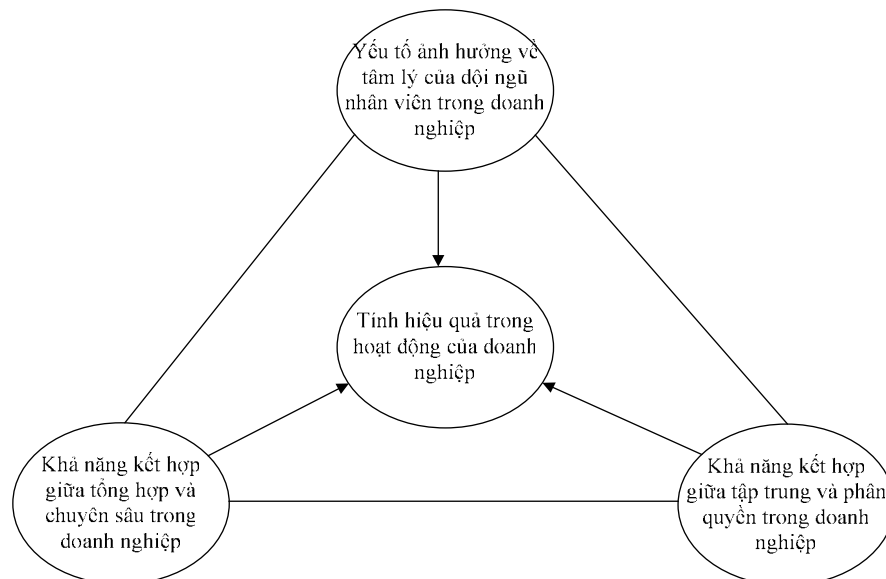 Yếu tố ảnh hưởng về
tâm lý của dội ngũ
nhân viên trong doanh
nghiệp
Tính hiệu quả trong
hoạt động của doanh
nghiệp
Khả năng kết hợp
giữa tổng hợp và
chuyên sâu trong
doanh nghiệp
Khả năng kết hợp
giữa tập trung và phân
quyền trong doanh
nghiệp